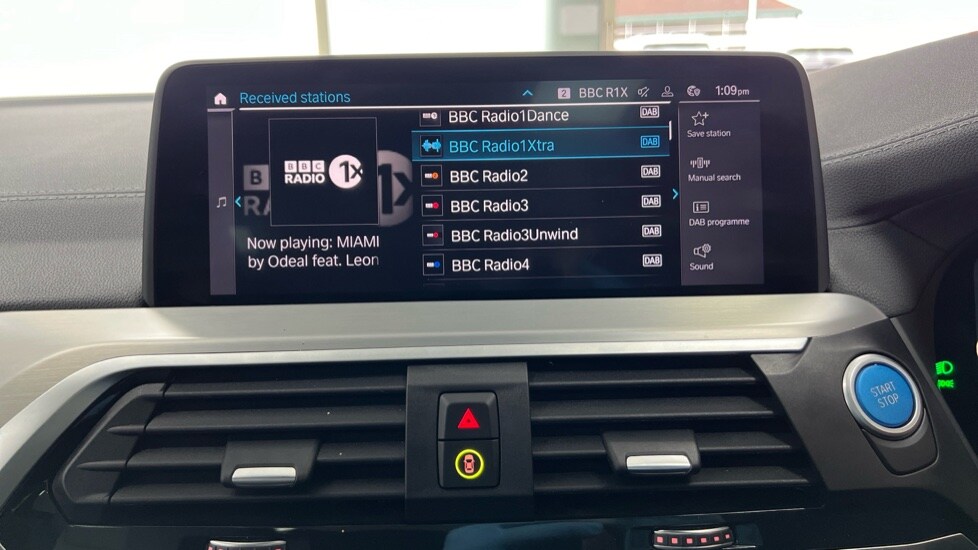 Received stations
2 BBC R1X 1:09pm
BBC
RADIO 1X
B
RA 1X
Now playing: MIAMI
by Odeal feat. Leon
BBC Radio1Dance DAB
BBC Radio1Xtra DAB
BBC Radio2 DAB
BBC Radio3 DAB
BBC Radio3Unwind DAB
BBC Radio4 DAB
Save station
Manual search
DAB programme
Sound
START
STOP